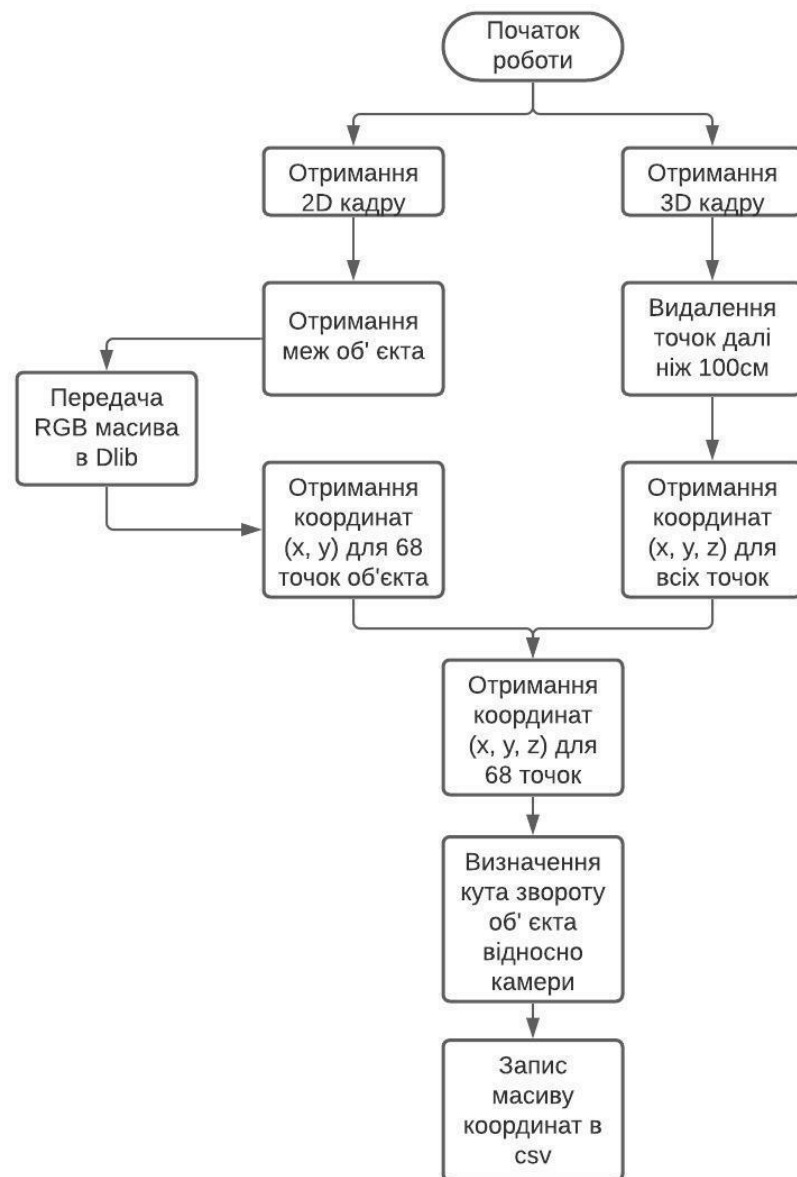 Початок
роботи
Отримання
2D кадру
Отримання
3D кадру
Отримання
меж об' єкта
Видалення
точок далі
ніж 100см
Передача
RGB масива
в Dlib
Отримання
координат
(x, y) для 68
точок об'єкта
Отримання
координат
(x, y, z) для
всіх точок
Отримання
координат
(x, y, z) для
68 точок
Визначення
кута звороту
об' єкта
відносно
камери
Запис
масиву
координат в
csv